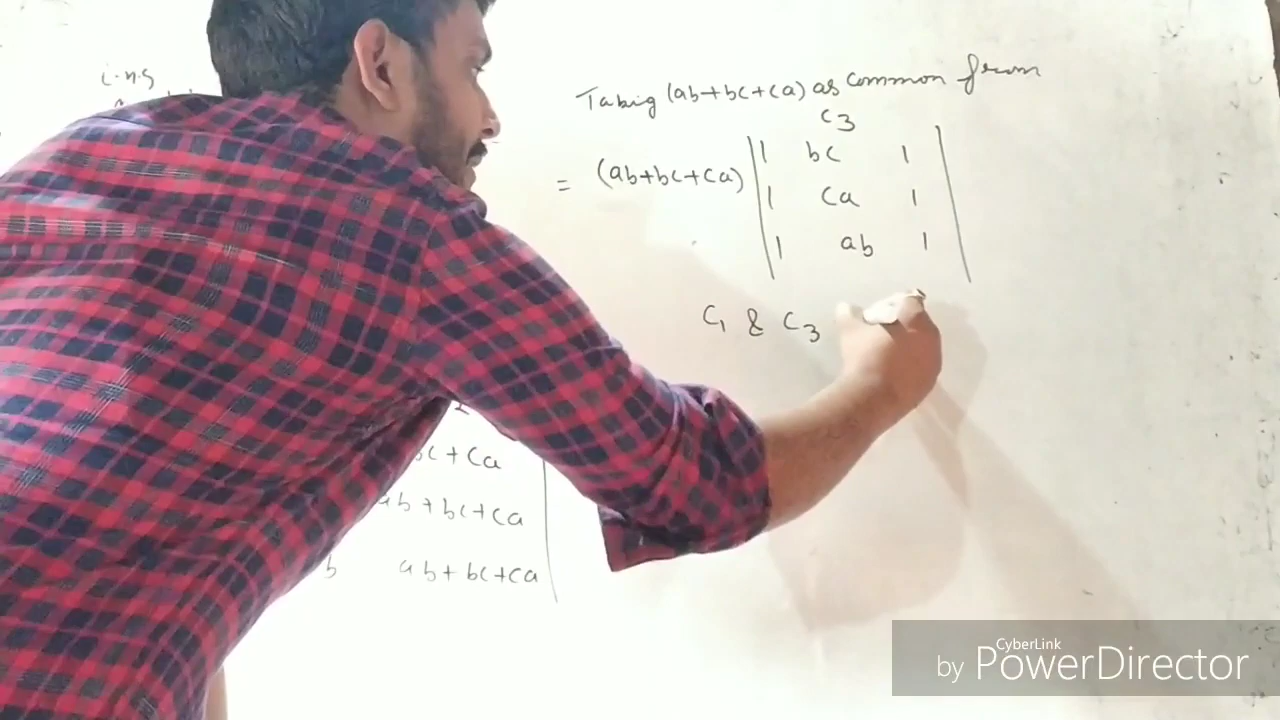 Taking (ab+bc+ca) as common from
C3
= (ab+bc+ca) | 1 bc 1 |
| 1 ca 1 |
| 1 ab 1 |
C1 & C3
bc + ca
ab + bc + ca
b ab + bc + ca
CyberLink
by PowerDirector